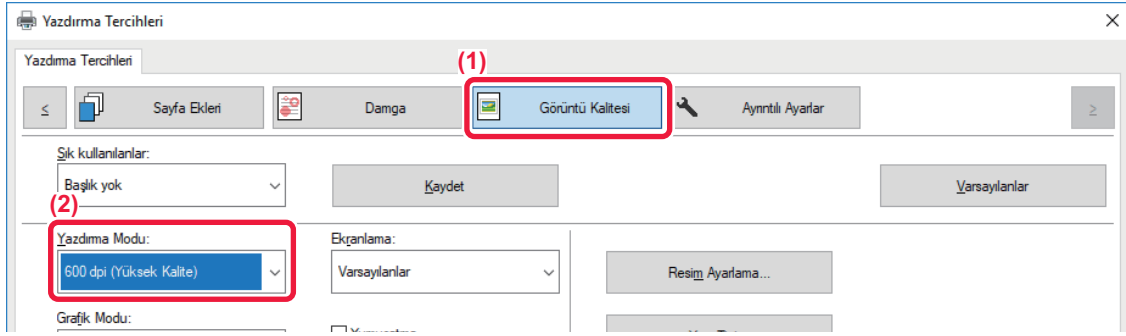 Yazdırma Tercihleri
Yazdırma Tercihleri
(1)
< Sayfa Ekleri Damga Görüntü Kalitesi Ayrıntılı Ayarlar >
Sık kullanılanlar:
Başlık yok Kaydet Varsayılanlar
(2)
Yazdırma Modu: Ekranlama:
600 dpi (Yüksek Kalite) Varsayılanlar Resim Ayarlama...
Grafik Modu: